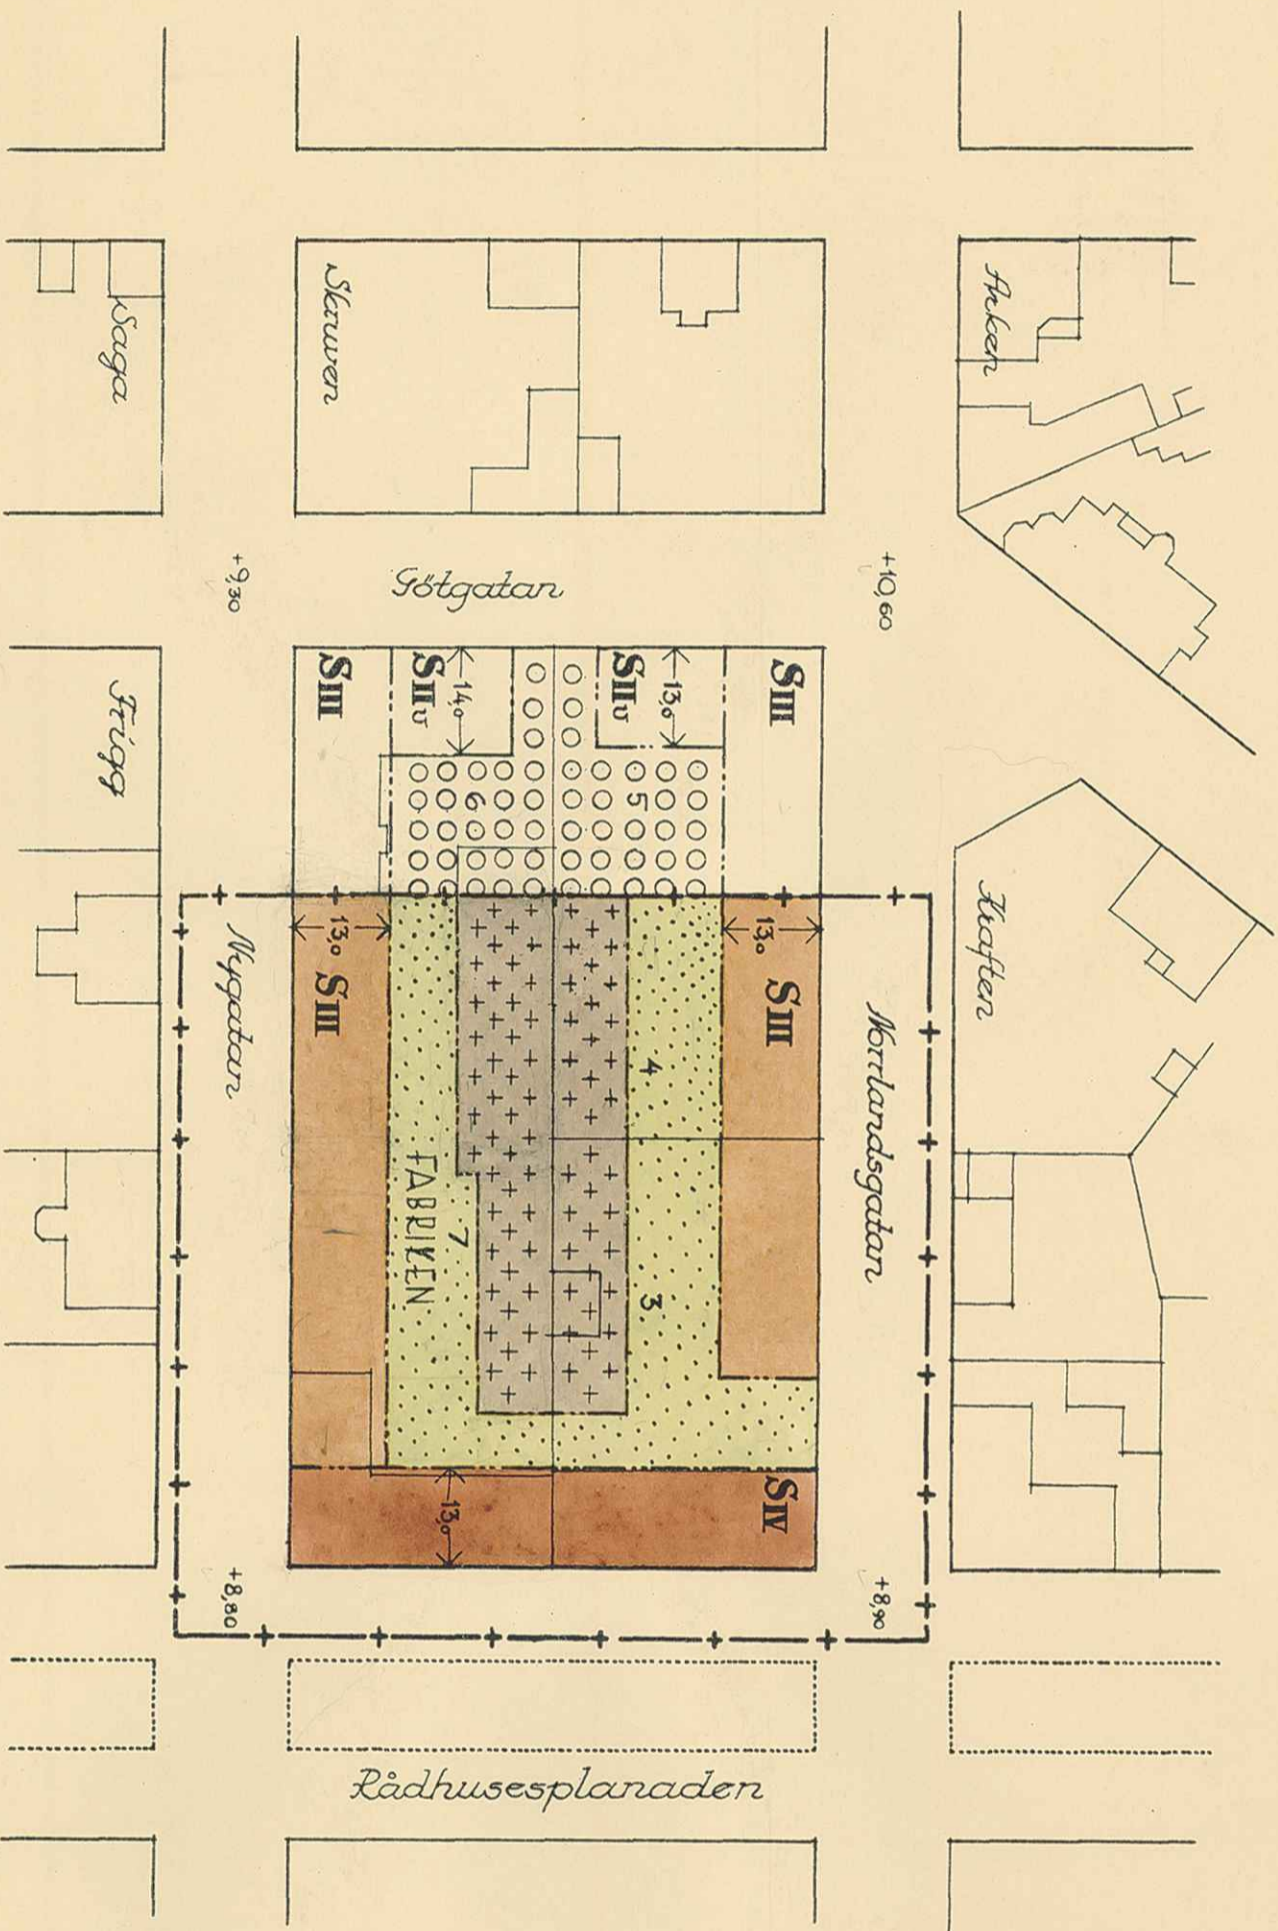 Saga
Skruven
Anken
+9,30
Götgatan
+10,60
Frigg
SIII
SIIv
14,0
SIIv
13,0
SIII
6
5
Kraften
Nygatan
13,0
SIII
13,0
SIII
Norrlandsgatan
4
FABRIKEN
7
3
13,0
SIV
+8,80
+8,90
Rådhusesplanaden